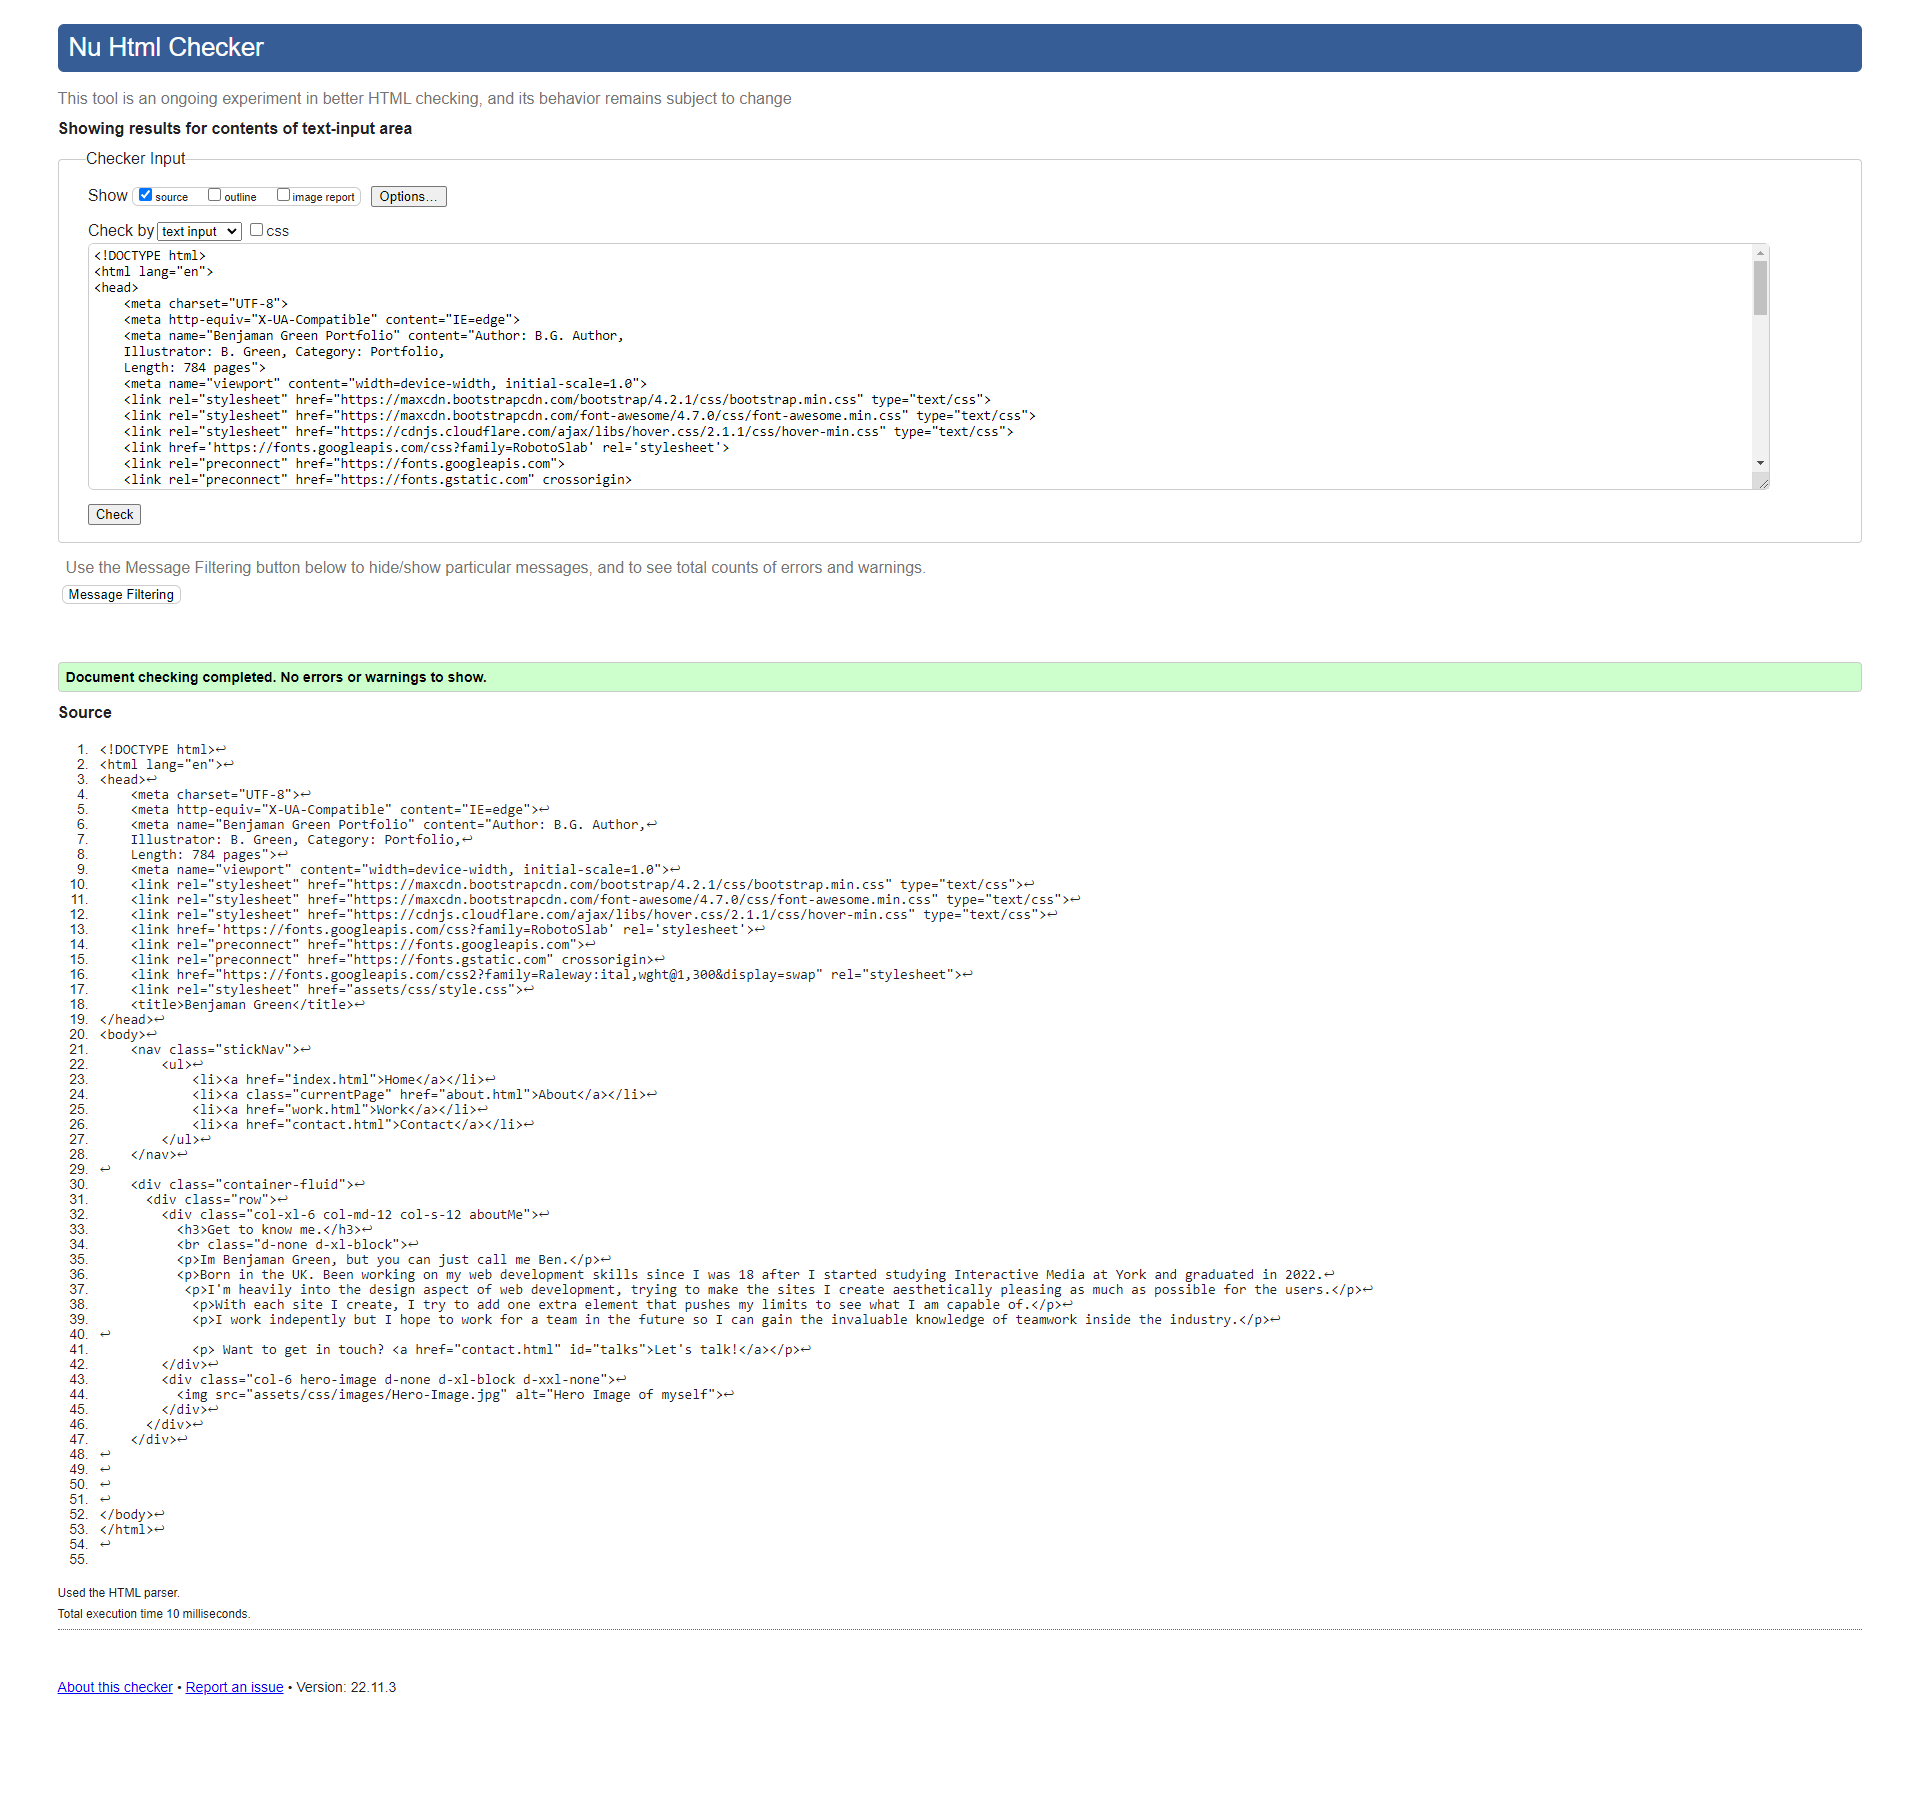 Nu Html Checker
This tool is an ongoing experiment in better HTML checking, and its behavior remains subject to change
Showing results for contents of text-input area
Checker Input
Show source outline image report Options...
Check by text input css
<!DOCTYPE html>
<html lang="en">
<head>
    <meta charset="UTF-8">
    <meta http-equiv="X-UA-Compatible" content="IE=edge">
    <meta name="Benjaman Green Portfolio" content="Author: B.G. Author,
    Illustrator: B. Green, Category: Portfolio,
    Length: 784 pages">
    <meta name="viewport" content="width=device-width, initial-scale=1.0">
    <link rel="stylesheet" href="https://maxcdn.bootstrapcdn.com/bootstrap/4.2.1/css/bootstrap.min.css" type="text/css">
    <link rel="stylesheet" href="https://maxcdn.bootstrapcdn.com/font-awesome/4.7.0/css/font-awesome.min.css" type="text/css">
    <link rel="stylesheet" href="https://cdnjs.cloudflare.com/ajax/libs/hover.css/2.1.1/css/hover-min.css" type="text/css">
    <link href='https://fonts.googleapis.com/css?family=RobotoSlab' rel='stylesheet'>
    <link rel="preconnect" href="https://fonts.googleapis.com">
    <link rel="preconnect" href="https://fonts.gstatic.com" crossorigin>
Check
Use the Message Filtering button below to hide/show particular messages, and to see total counts of errors and warnings.
Message Filtering
Document checking completed. No errors or warnings to show.
Source
1. <!DOCTYPE html>↩
2. <html lang="en">↩
3. <head>↩
4.     <meta charset="UTF-8">↩
5.     <meta http-equiv="X-UA-Compatible" content="IE=edge">↩
6.     <meta name="Benjaman Green Portfolio" content="Author: B.G. Author,↩
7.     Illustrator: B. Green, Category: Portfolio,↩
8.     Length: 784 pages">↩
9.     <meta name="viewport" content="width=device-width, initial-scale=1.0">↩
10.     <link rel="stylesheet" href="https://maxcdn.bootstrapcdn.com/bootstrap/4.2.1/css/bootstrap.min.css" type="text/css">↩
11.     <link rel="stylesheet" href="https://maxcdn.bootstrapcdn.com/font-awesome/4.7.0/css/font-awesome.min.css" type="text/css">↩
12.     <link rel="stylesheet" href="https://cdnjs.cloudflare.com/ajax/libs/hover.css/2.1.1/css/hover-min.css" type="text/css">↩
13.     <link href='https://fonts.googleapis.com/css?family=RobotoSlab' rel='stylesheet'>↩
14.     <link rel="preconnect" href="https://fonts.googleapis.com">↩
15.     <link rel="preconnect" href="https://fonts.gstatic.com" crossorigin>↩
16.     <link href="https://fonts.googleapis.com/css2?family=Raleway:ital,wght@1,300&display=swap" rel="stylesheet">↩
17.     <link rel="stylesheet" href="assets/css/style.css">↩
18.     <title>Benjaman Green</title>↩
19. </head>↩
20. <body>↩
21.     <nav class="stickNav">↩
22.         <ul>↩
23.             <li><a href="index.html">Home</a></li>↩
24.             <li><a class="currentPage" href="about.html">About</a></li>↩
25.             <li><a href="work.html">Work</a></li>↩
26.             <li><a href="contact.html">Contact</a></li>↩
27.         </ul>↩
28.     </nav>↩
29. ↩
30.     <div class="container-fluid">↩
31.       <div class="row">↩
32.         <div class="col-xl-6 col-md-12 col-s-12 aboutMe">↩
33.           <h3>Get to know me.</h3>↩
34.           <br class="d-none d-xl-block">↩
35.           <p>Im Benjaman Green, but you can just call me Ben.</p>↩
36.           <p>Born in the UK. Been working on my web development skills since I was 18 after I started studying Interactive Media at York and graduated in 2022.↩
37.            <p>I'm heavily into the design aspect of web development, trying to make the sites I create aesthetically pleasing as much as possible for the users.</p>↩
38.             <p>With each site I create, I try to add one extra element that pushes my limits to see what I am capable of.</p>↩
39.             <p>I work indepently but I hope to work for a team in the future so I can gain the invaluable knowledge of teamwork inside the industry.</p>↩
40. ↩
41.             <p> Want to get in touch? <a href="contact.html" id="talks">Let's talk!</a></p>↩
42.         </div>↩
43.         <div class="col-6 hero-image d-none d-xl-block d-xxl-none">↩
44.           <img src="assets/css/images/Hero-Image.jpg" alt="Hero Image of myself">↩
45.         </div>↩
46.       </div>↩
47.     </div>↩
48. ↩
49. ↩
50. ↩
51. ↩
52. </body>↩
53. </html>↩
54. ↩
55.
Used the HTML parser.
Total execution time 10 milliseconds.
About this checker • Report an issue • Version: 22.11.3